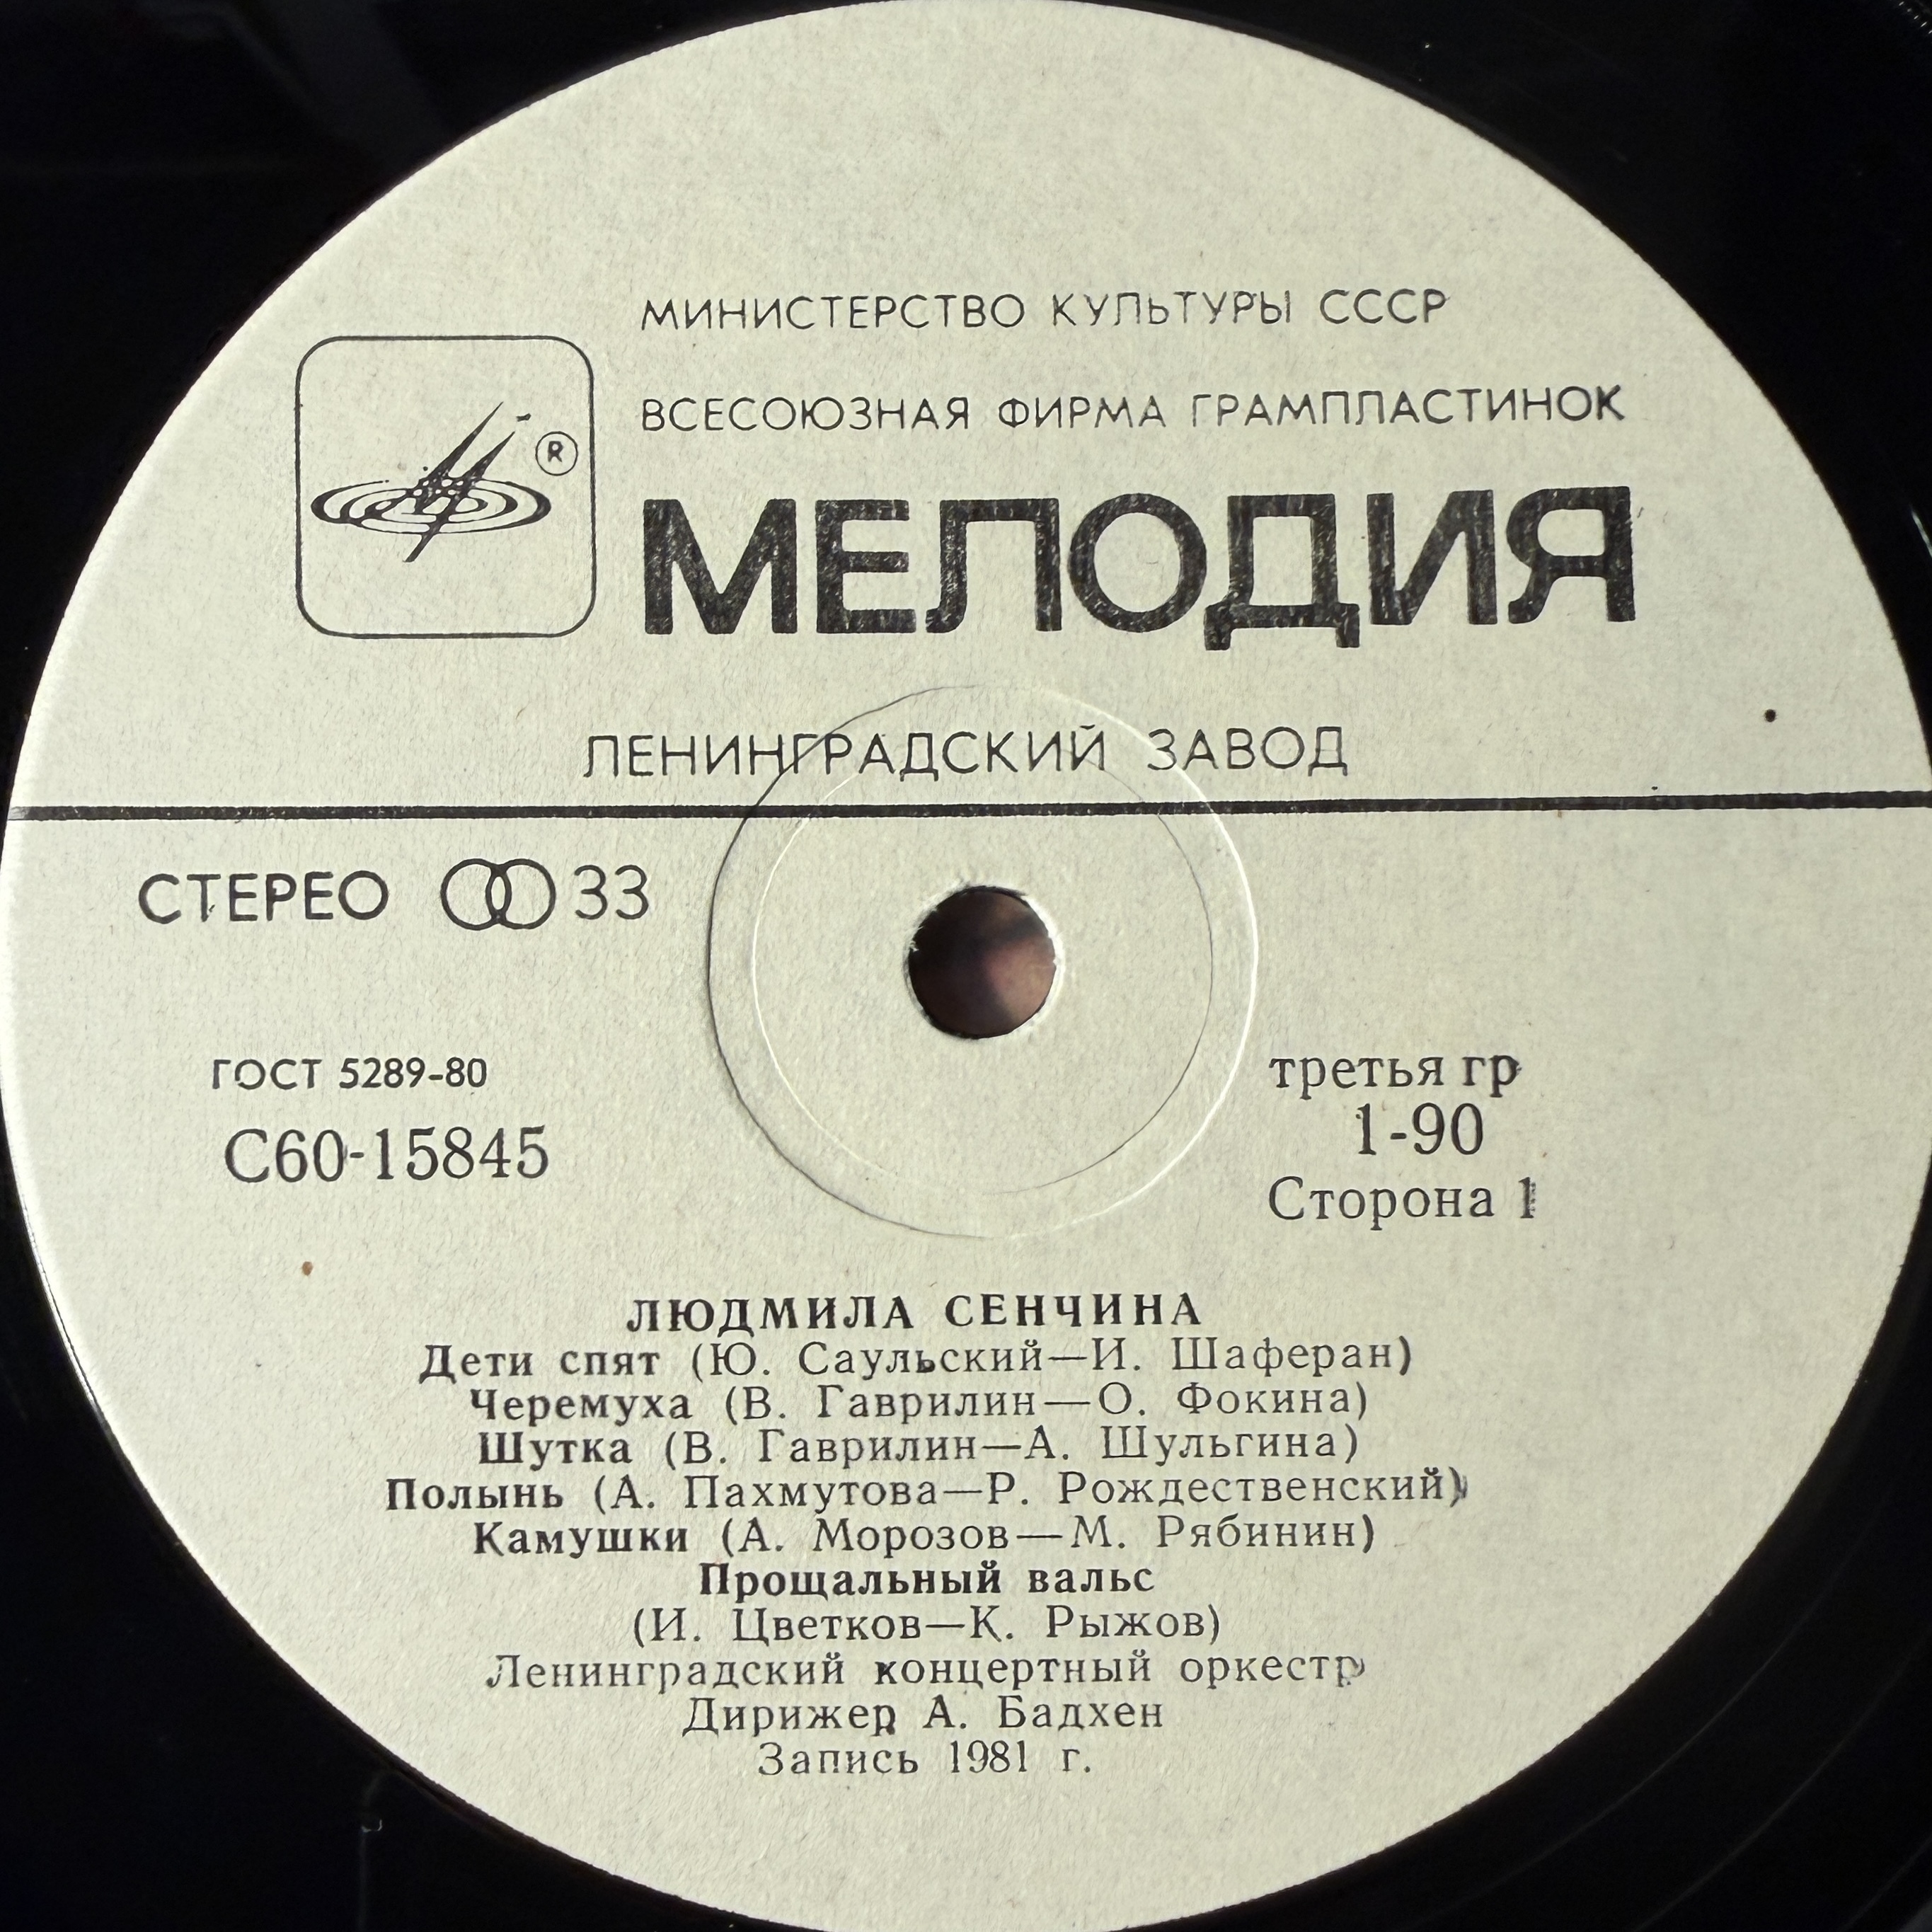 МИНИСТЕРСТВО КУЛЬТУРЫ СССР
ВСЕСОЮЗНАЯ ФИРМА ГРАМПЛАСТИНОК
®
МЕЛОДИЯ
ЛЕНИНГРАДСКИЙ ЗАВОД
СТЕРЕО 33
ГОСТ 5289-80
С60-15845
третья гр
1-90
Сторона 1
ЛЮДМИЛА СЕНЧИНА
Дети спят (Ю. Саульский—И. Шаферан)
Черемуха (В. Гаврилин—О. Фокина)
Шутка (В. Гаврилин—А. Шульгина)
Полынь (А. Пахмутова—Р. Рождественский)
Камушки (А. Морозов—М. Рябинин)
Прощальный вальс
(И. Цветков—К. Рыжов)
Ленинградский концертный оркестр
Дирижер А. Бадхен
Запись 1981 г.